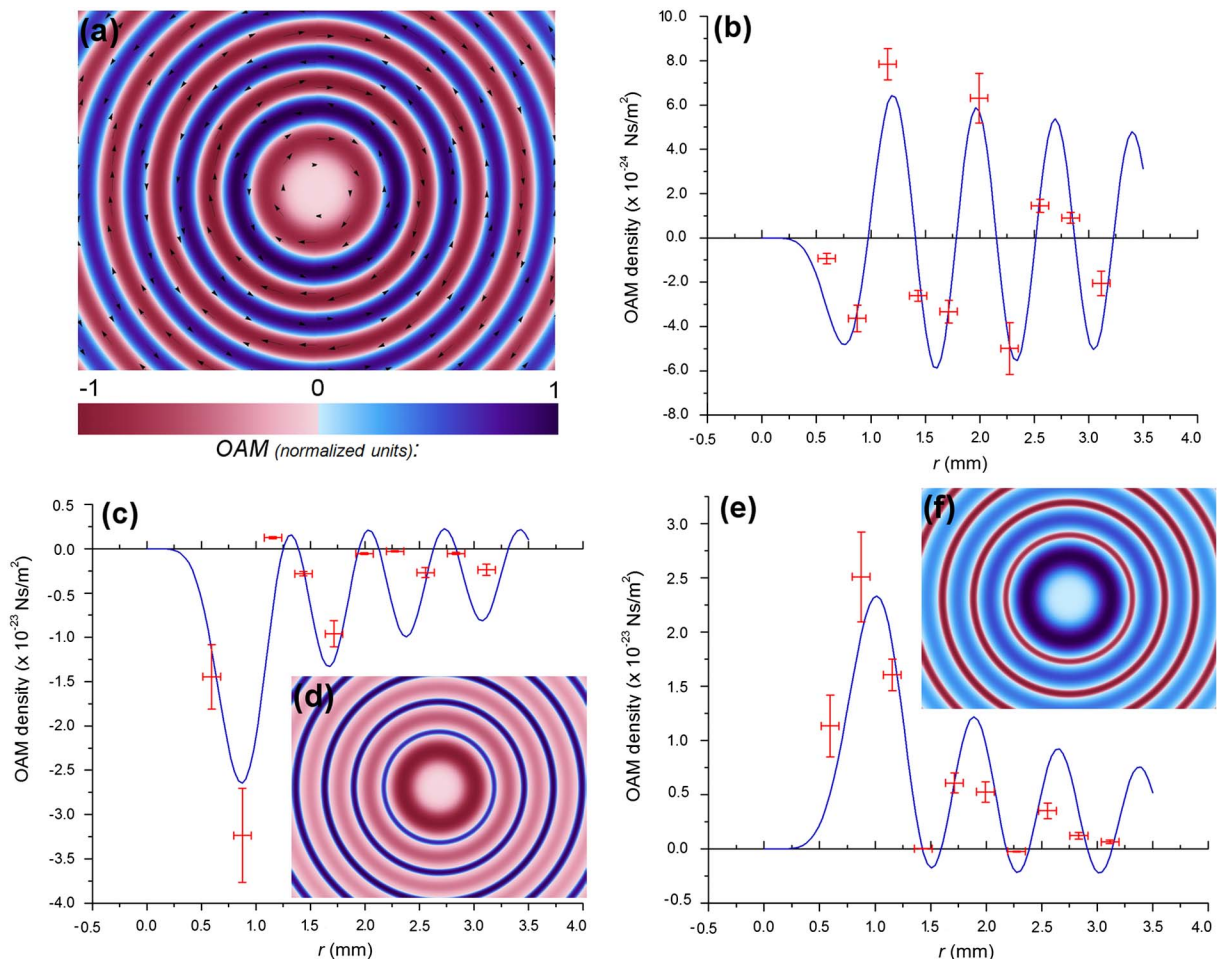 (a)
-1 0 1
OAM (normalized units):
(b)
OAM density (x 10-24 Ns/m2)
10.0
8.0
6.0
4.0
2.0
0.0
-2.0
-4.0
-6.0
-8.0
-0.5 0.0 0.5 1.0 1.5 2.0 2.5 3.0 3.5 4.0
r (mm)
(c)
OAM density (x 10-23 Ns/m2)
0.5
0.0
-0.5
-1.0
-1.5
-2.0
-2.5
-3.0
-3.5
-4.0
-0.5 0.0 0.5 1.0 1.5 2.0 2.5 3.0 3.5 4.0
r (mm)
(d)
(e)
OAM density (x 10-23 Ns/m2)
3.0
2.5
2.0
1.5
1.0
0.5
0.0
-0.5
-0.5 0.0 0.5 1.0 1.5 2.0 2.5 3.0 3.5 4.0
r (mm)
(f)